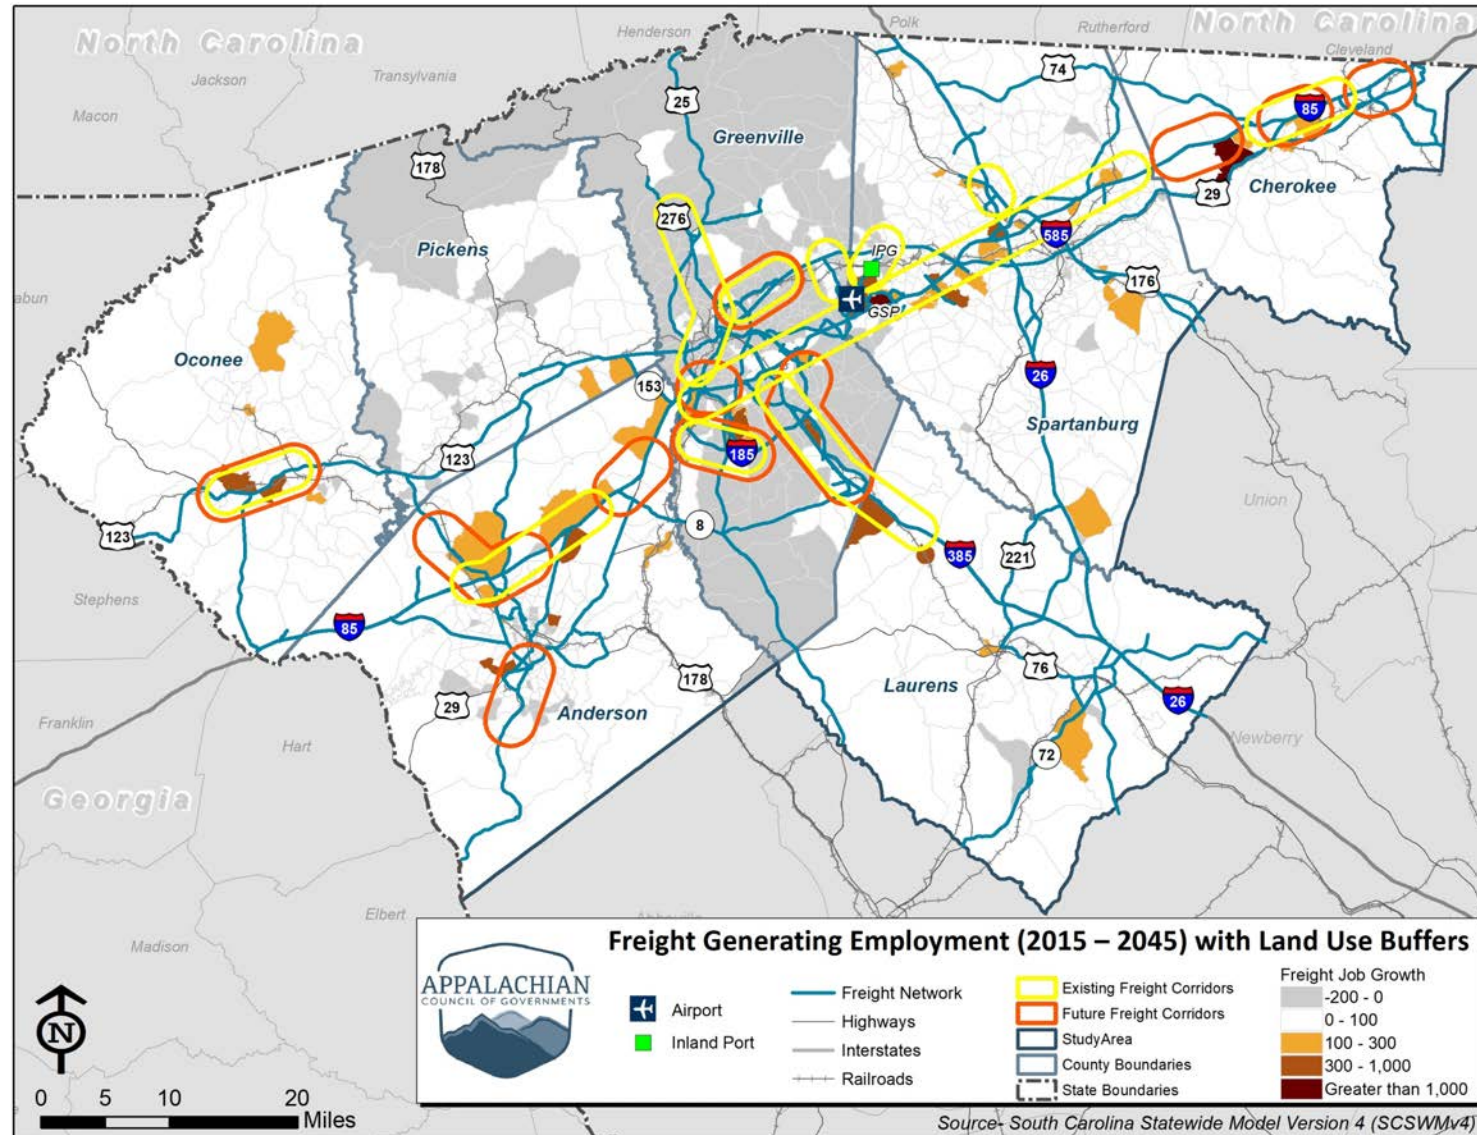 North Carolina
North Carolina
Polk
Rutherford
Cleveland
Henderson
Jackson
Transylvania
Macon
74
25
85
Greenville
178
29
Cherokee
276
Pickens
585
IPG
176
GSP
Oconee
153
26
Spartanburg
123
185
Union
8
123
385
221
Stephens
85
76
178
Laurens
29
Anderson
26
Franklin
Hart
72
Newberry
Georgia
Elbert
Madison
Freight Generating Employment (2015 – 2045) with Land Use Buffers
APPALACHIAN
COUNCIL OF GOVERNMENTS
Airport
Inland Port
Freight Network
Highways
Interstates
Railroads
Existing Freight Corridors
Future Freight Corridors
StudyArea
County Boundaries
State Boundaries
Freight Job Growth
-200 - 0
0 - 100
100 - 300
300 - 1,000
Greater than 1,000
N
0 5 10 20
Miles
Source- South Carolina Statewide Model Version 4 (SCSWMv4)